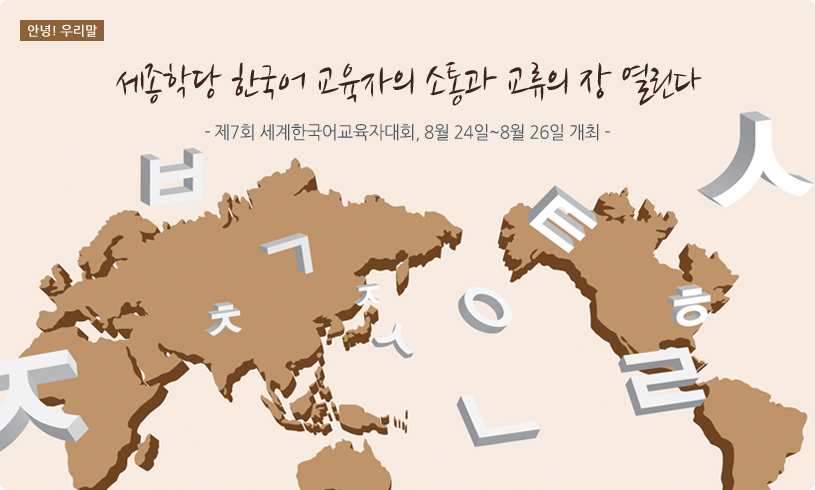 안녕! 우리말
세종학당 한국어 교육자의 소통과 교류의 장 열린다
- 제7회 세계한국어교육자대회, 8월 24일~8월 26일 개최 -
ㅂ
ㅅ
ㅌ
ㄱ
ㅊ
ㅈ
ㅇ
ㅎ
ㅅ
ㅈ
ㄹ
ㄴ